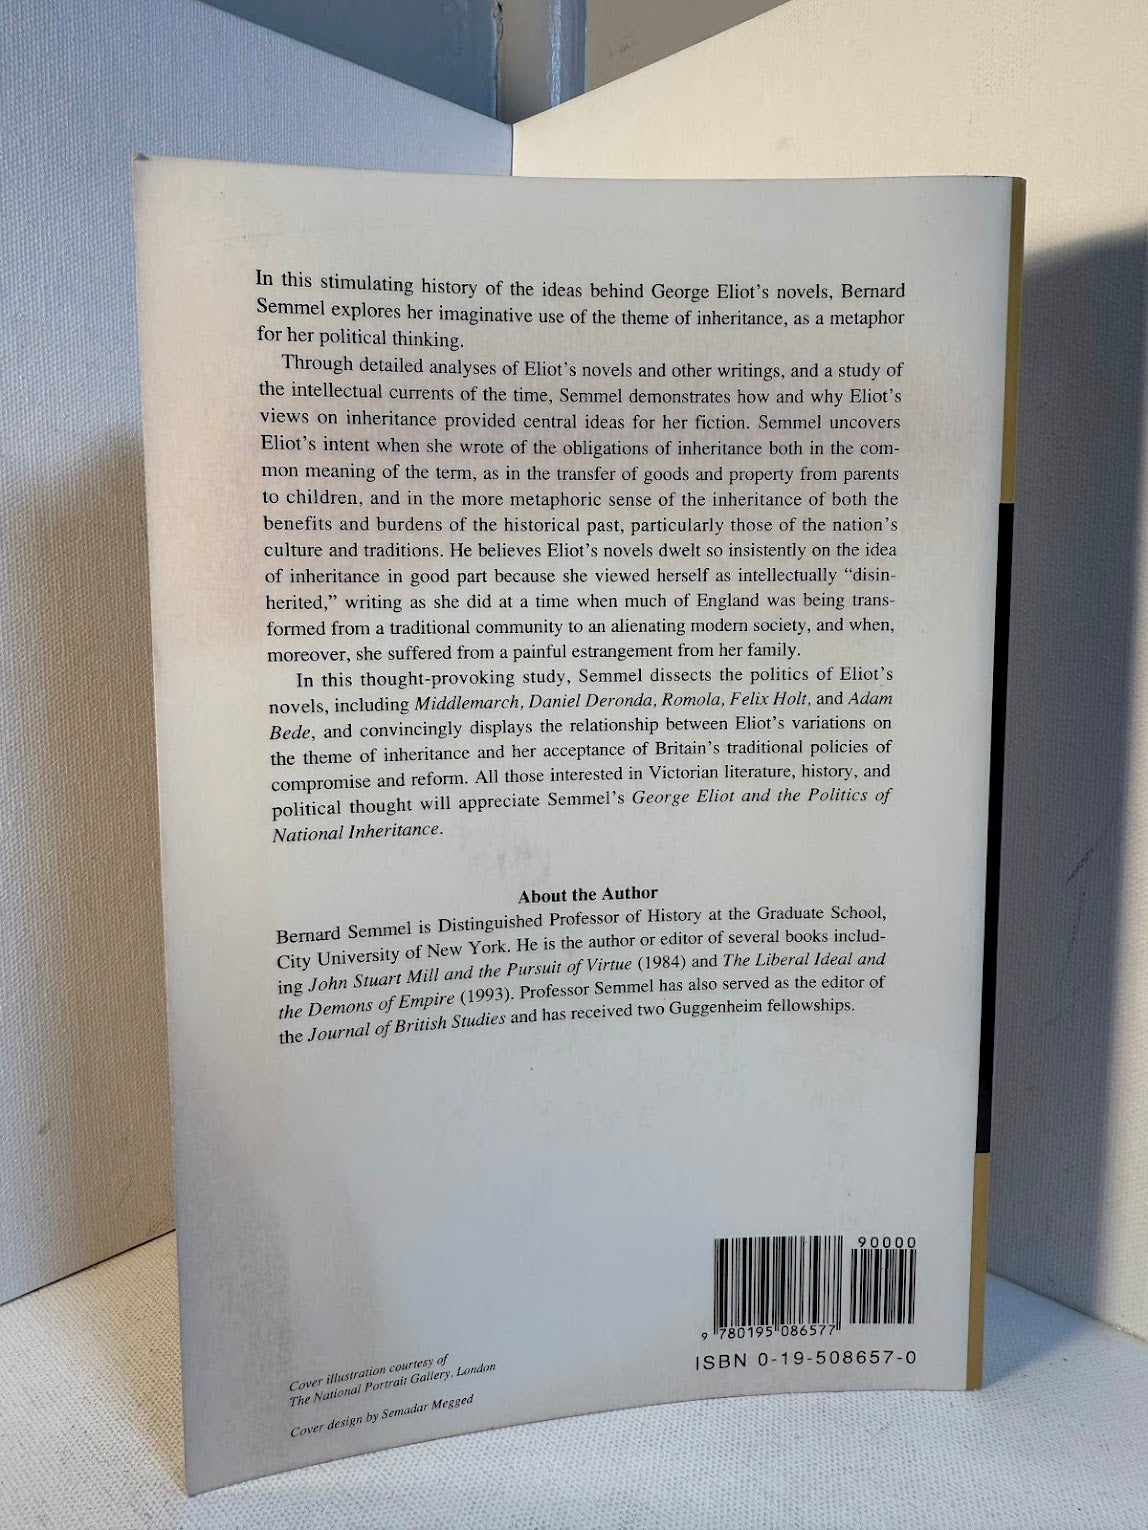 In this stimulating history of the ideas behind George Eliot's novels, Bernard
Semmel explores her imaginative use of the theme of inheritance, as a metaphor
for her political thinking.
Through detailed analyses of Eliot's novels and other writings, and a study of
the intellectual currents of the time, Semmel demonstrates how and why Eliot's
views on inheritance provided central ideas for her fiction. Semmel uncovers
Eliot's intent when she wrote of the obligations of inheritance both in the com-
mon meaning of the term, as in the transfer of goods and property from parents
to children, and in the more metaphoric sense of the inheritance of both the
benefits and burdens of the historical past, particularly those of the nation's
culture and traditions. He believes Eliot's novels dwelt so insistently on the idea
of inheritance in good part because she viewed herself as intellectually “disin-
herited,” writing as she did at a time when much of England was being trans-
formed from a traditional community to an alienating modern society, and when,
moreover, she suffered from a painful estrangement from her family.
In this thought-provoking study, Semmel dissects the politics of Eliot's
novels, including Middlemarch, Daniel Deronda, Romola, Felix Holt, and Adam
Bede, and convincingly displays the relationship between Eliot's variations on
the theme of inheritance and her acceptance of Britain's traditional policies of
compromise and reform. All those interested in Victorian literature, history, and
political thought will appreciate Semmel's George Eliot and the Politics of
National Inheritance.
About the Author
Bernard Semmel is Distinguished Professor of History at the Graduate School,
City University of New York. He is the author or editor of several books includ-
ing John Stuart Mill and the Pursuit of Virtue (1984) and The Liberal Ideal and
the Demons of Empire (1993). Professor Semmel has also served as the editor of
the Journal of British Studies and has received two Guggenheim fellowships.
90000
9 780195 086577
ISBN 0-19-508657-0
Cover illustration courtesy of
The National Portrait Gallery, London
Cover design by Semadar Megged